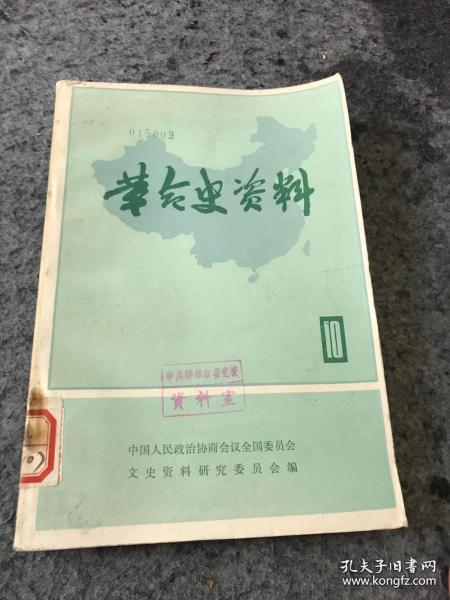 015009
革命史资料
10
资料室
中国人民政治协商会议全国委员会
文史资料研究委员会编
孔夫子旧书网
www.kongfz.com